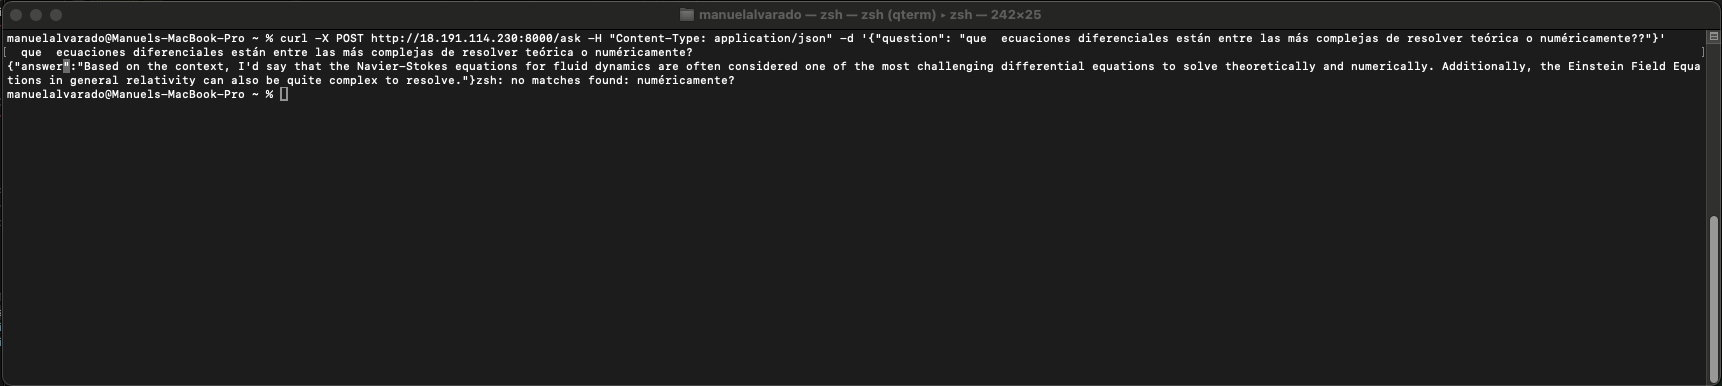 manuelalvarado — zsh — zsh (qterm) ▸ zsh — 242×25
manuelalvarado@Manuels-MacBook-Pro ~ % curl -X POST http://18.191.114.230:8000/ask -H "Content-Type: application/json" -d '{"question": "que  ecuaciones diferenciales están entre las más complejas de resolver teórica o numéricamente??"}'
[  que  ecuaciones diferenciales están entre las más complejas de resolver teórica o numéricamente? ]
{"answer":"Based on the context, I'd say that the Navier-Stokes equations for fluid dynamics are often considered one of the most challenging differential equations to solve theoretically and numerically. Additionally, the Einstein Field Equa
tions in general relativity can also be quite complex to resolve."}zsh: no matches found: numéricamente?
manuelalvarado@Manuels-MacBook-Pro ~ %